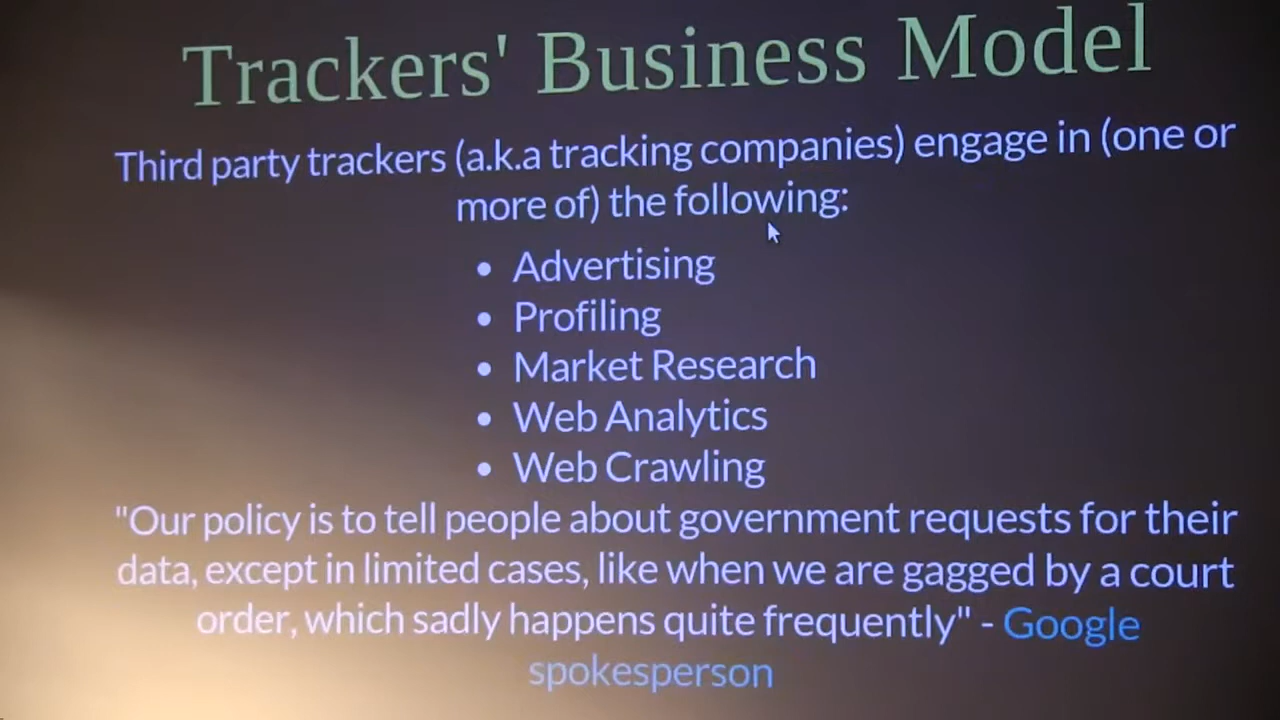 Trackers' Business Model
Third party trackers (a.k.a tracking companies) engage in (one or
more of) the following:
• Advertising
• Profiling
• Market Research
• Web Analytics
• Web Crawling
"Our policy is to tell people about government requests for their
data, except in limited cases, like when we are gagged by a court
order, which sadly happens quite frequently" - Google
spokesperson